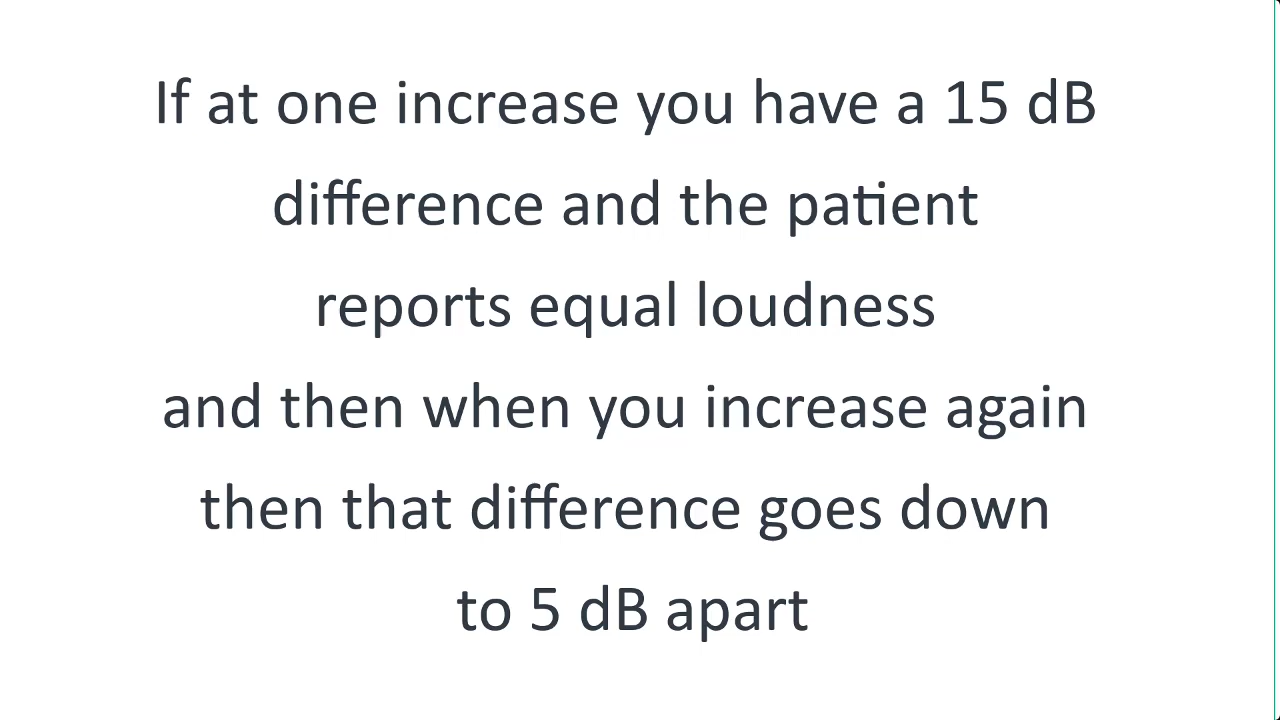 If at one increase you have a 15 dB
difference and the patient
reports equal loudness
and then when you increase again
then that difference goes down
to 5 dB apart